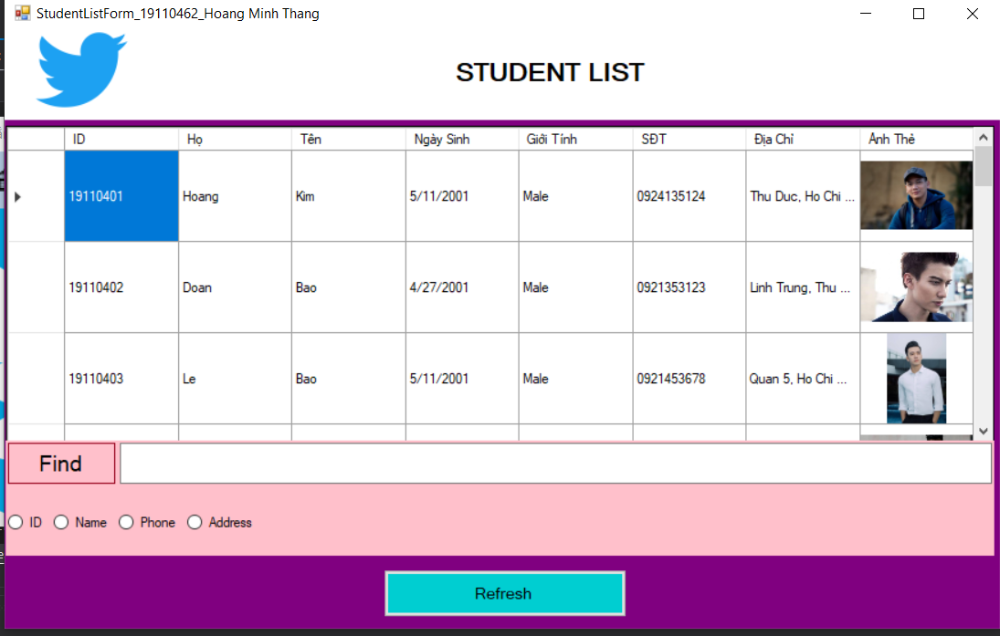 StudentListForm_19110462_Hoang Minh Thang
STUDENT LIST
ID Họ Tên Ngày Sinh Giới Tính SĐT Địa Chỉ Ảnh Thẻ
19110401 Hoang Kim 5/11/2001 Male 0924135124 Thu Duc, Ho Chi ...
19110402 Doan Bao 4/27/2001 Male 0921353123 Linh Trung, Thu ...
19110403 Le Bao 5/11/2001 Male 0921453678 Quan 5, Ho Chi ...
Find
ID Name Phone Address
Refresh